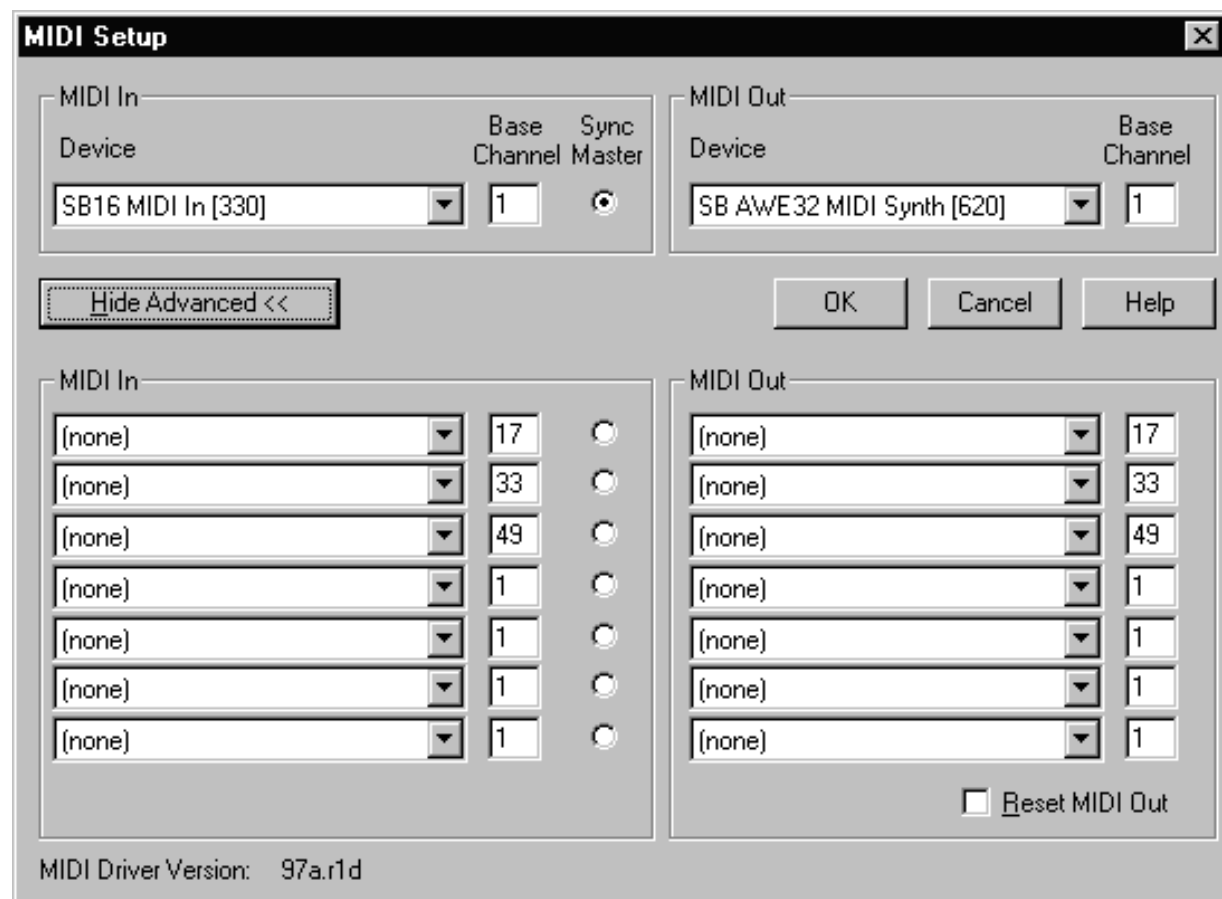 MIDI Setup
MIDI In
MIDI Out
Base Sync
Base
Device
Channel Master
Device
Channel
SB16 MIDI In [330]
1
SB AWE32 MIDI Synth [620]
1
Hide Advanced <<
OK
Cancel
Help
MIDI In
MIDI Out
(none) 17
(none) 17
(none) 33
(none) 33
(none) 49
(none) 49
(none) 1
(none) 1
(none) 1
(none) 1
(none) 1
(none) 1
(none) 1
(none) 1
Reset MIDI Out
MIDI Driver Version: 97a.r1d